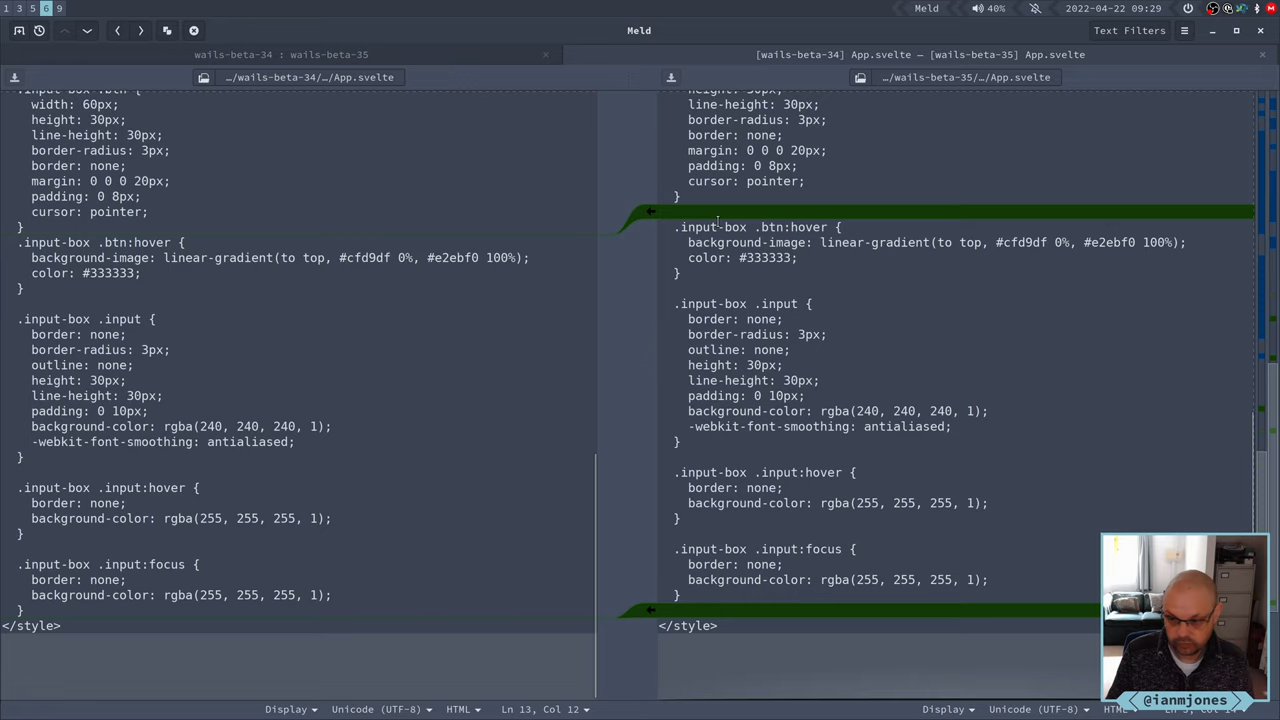 1 2 3 5 6 9
Meld
40%
2022-04-22 09:29
Meld
Text Filters
wails-beta-34 : wails-beta-35
[wails-beta-34] App.svelte — [wails-beta-35] App.svelte
.../wails-beta-34/.../App.svelte
.../wails-beta-35/.../App.svelte
.input-box .btn {
width: 60px;
height: 30px;
line-height: 30px;
border-radius: 3px;
border: none;
margin: 0 0 0 20px;
padding: 0 8px;
cursor: pointer;
}
.input-box .btn:hover {
background-image: linear-gradient(to top, #cfd9df 0%, #e2ebf0 100%);
color: #333333;
}
.input-box .input {
border: none;
border-radius: 3px;
outline: none;
height: 30px;
line-height: 30px;
padding: 0 10px;
background-color: rgba(240, 240, 240, 1);
-webkit-font-smoothing: antialiased;
}
.input-box .input:hover {
border: none;
background-color: rgba(255, 255, 255, 1);
}
.input-box .input:focus {
border: none;
background-color: rgba(255, 255, 255, 1);
}
</style>
height: 30px;
line-height: 30px;
border-radius: 3px;
border: none;
margin: 0 0 0 20px;
padding: 0 8px;
cursor: pointer;
}
.input-box .btn:hover {
background-image: linear-gradient(to top, #cfd9df 0%, #e2ebf0 100%);
color: #333333;
}
.input-box .input {
border: none;
border-radius: 3px;
outline: none;
height: 30px;
line-height: 30px;
padding: 0 10px;
background-color: rgba(240, 240, 240, 1);
-webkit-font-smoothing: antialiased;
}
.input-box .input:hover {
border: none;
background-color: rgba(255, 255, 255, 1);
}
.input-box .input:focus {
border: none;
background-color: rgba(255, 255, 255, 1);
}
</style>
Display
Unicode (UTF-8)
HTML
Ln 13, Col 12
Display
Unicode (UTF-8)
@ianmjones